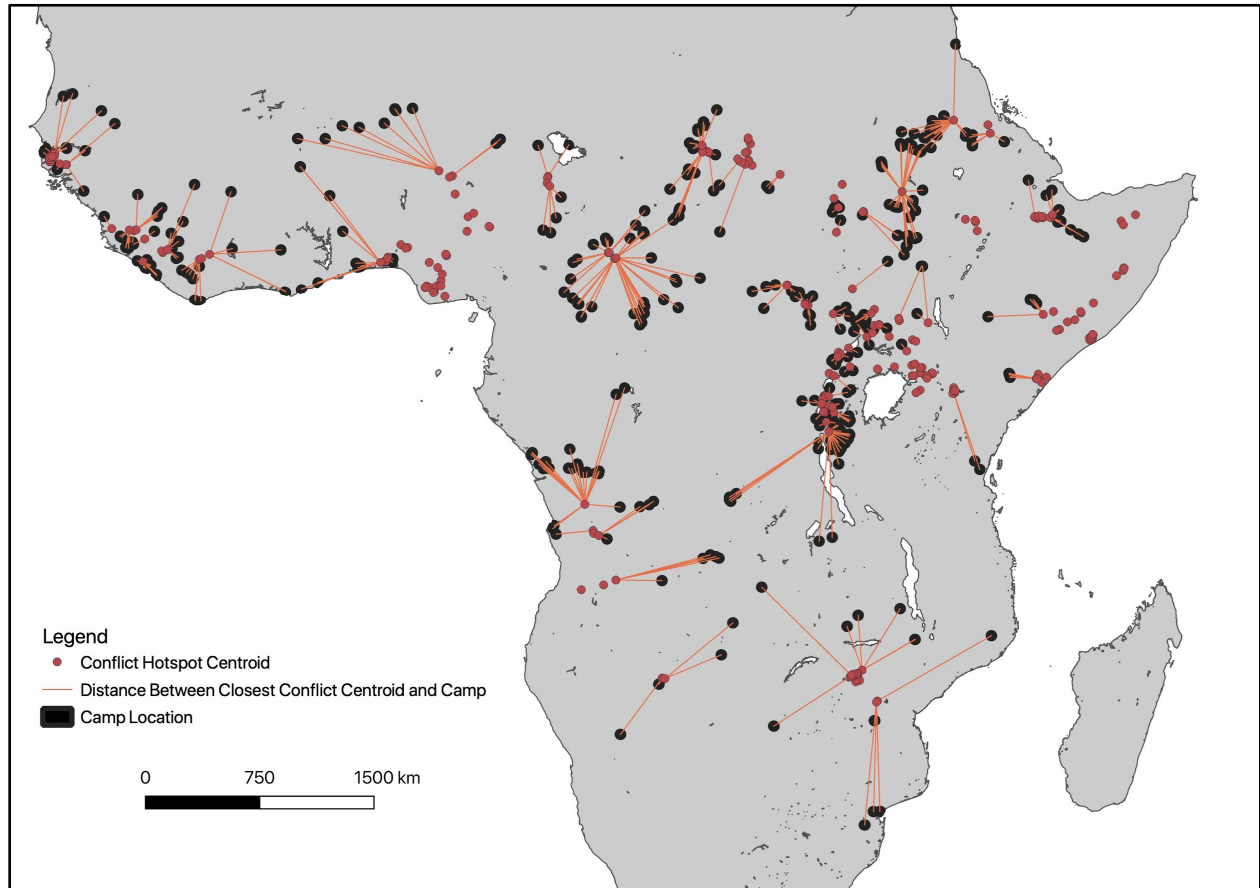 Legend
Conflict Hotspot Centroid
Distance Between Closest Conflict Centroid and Camp
Camp Location
0 750 1500 km